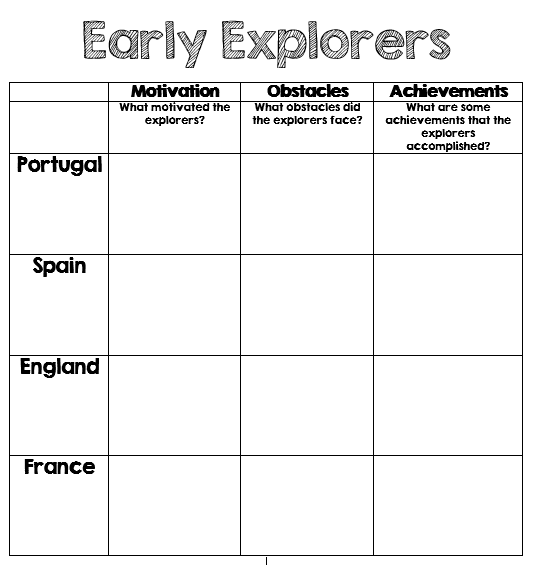 Early Explorers
Motivation Obstacles Achievements
What motivated the explorers? What obstacles did the explorers face? What are some achievements that the explorers accomplished?
Portugal
Spain
England
France